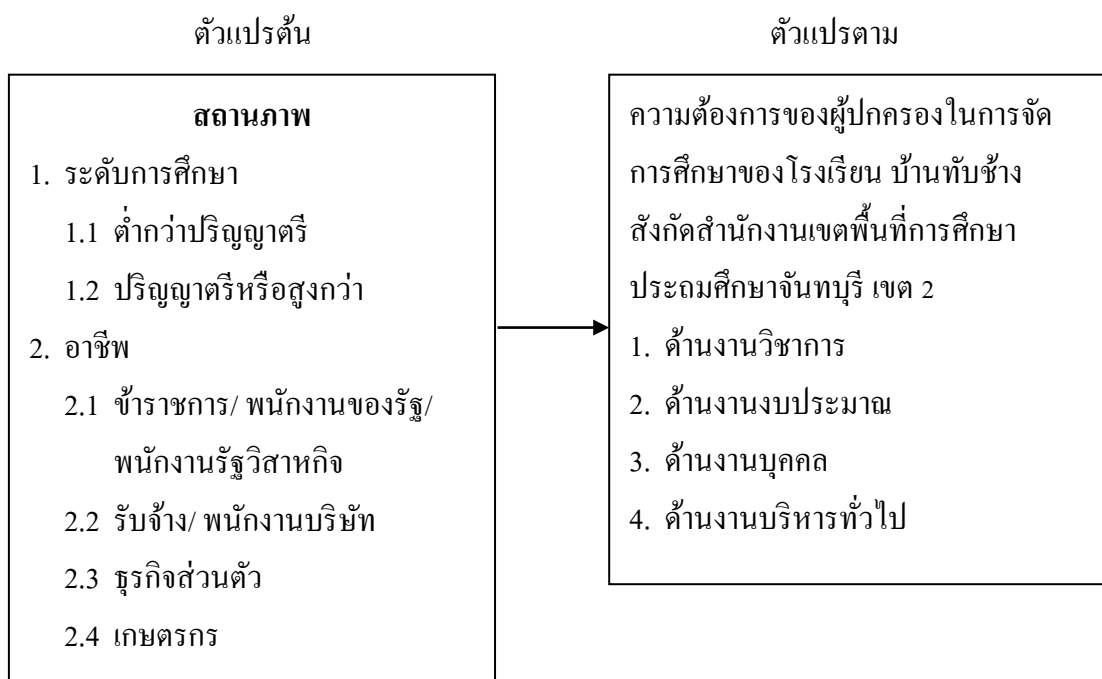 ตัวแปรต้น
สถานภาพ
1. ระดับการศึกษา
1.1 ต่ำกว่าปริญญาตรี
1.2 ปริญญาตรีหรือสูงกว่า
2. อาชีพ
2.1 ข้าราชการ/ พนักงานของรัฐ/
พนักงานรัฐวิสาหกิจ
2.2 รับจ้าง/ พนักงานบริษัท
2.3 ธุรกิจส่วนตัว
2.4 เกษตรกร
ตัวแปรตาม
ความต้องการของผู้ปกครองในการจัด
การศึกษาของโรงเรียน บ้านทับช้าง
สังกัดสำนักงานเขตพื้นที่การศึกษา
ประถมศึกษาจันทบุรี เขต 2
1. ด้านงานวิชาการ
2. ด้านงานงบประมาณ
3. ด้านงานบุคคล
4. ด้านงานบริหารทั่วไป